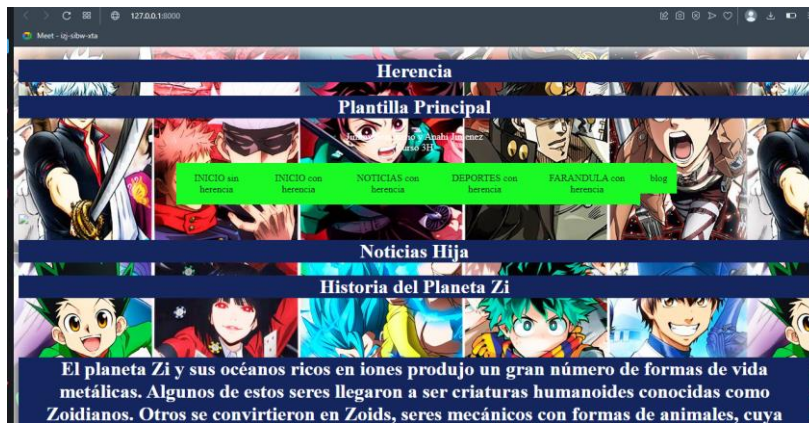 127.0.0.1:8000
Meet - izj-sibw-xta
Herencia
Plantilla Principal
y Anahi Jimenez
Curso 3H
INICIO sin herencia
INICIO con herencia
NOTICIAS con herencia
DEPORTES con herencia
FARANDULA con herencia
blog
Noticias Hija
Historia del Planeta Zi
El planeta Zi y sus océanos ricos en iones produjo un gran número de formas de vida
metálicas. Algunos de estos seres llegaron a ser criaturas humanoides conocidas como
Zoidianos. Otros se convirtieron en Zoids, seres mecánicos con formas de animales, cuya